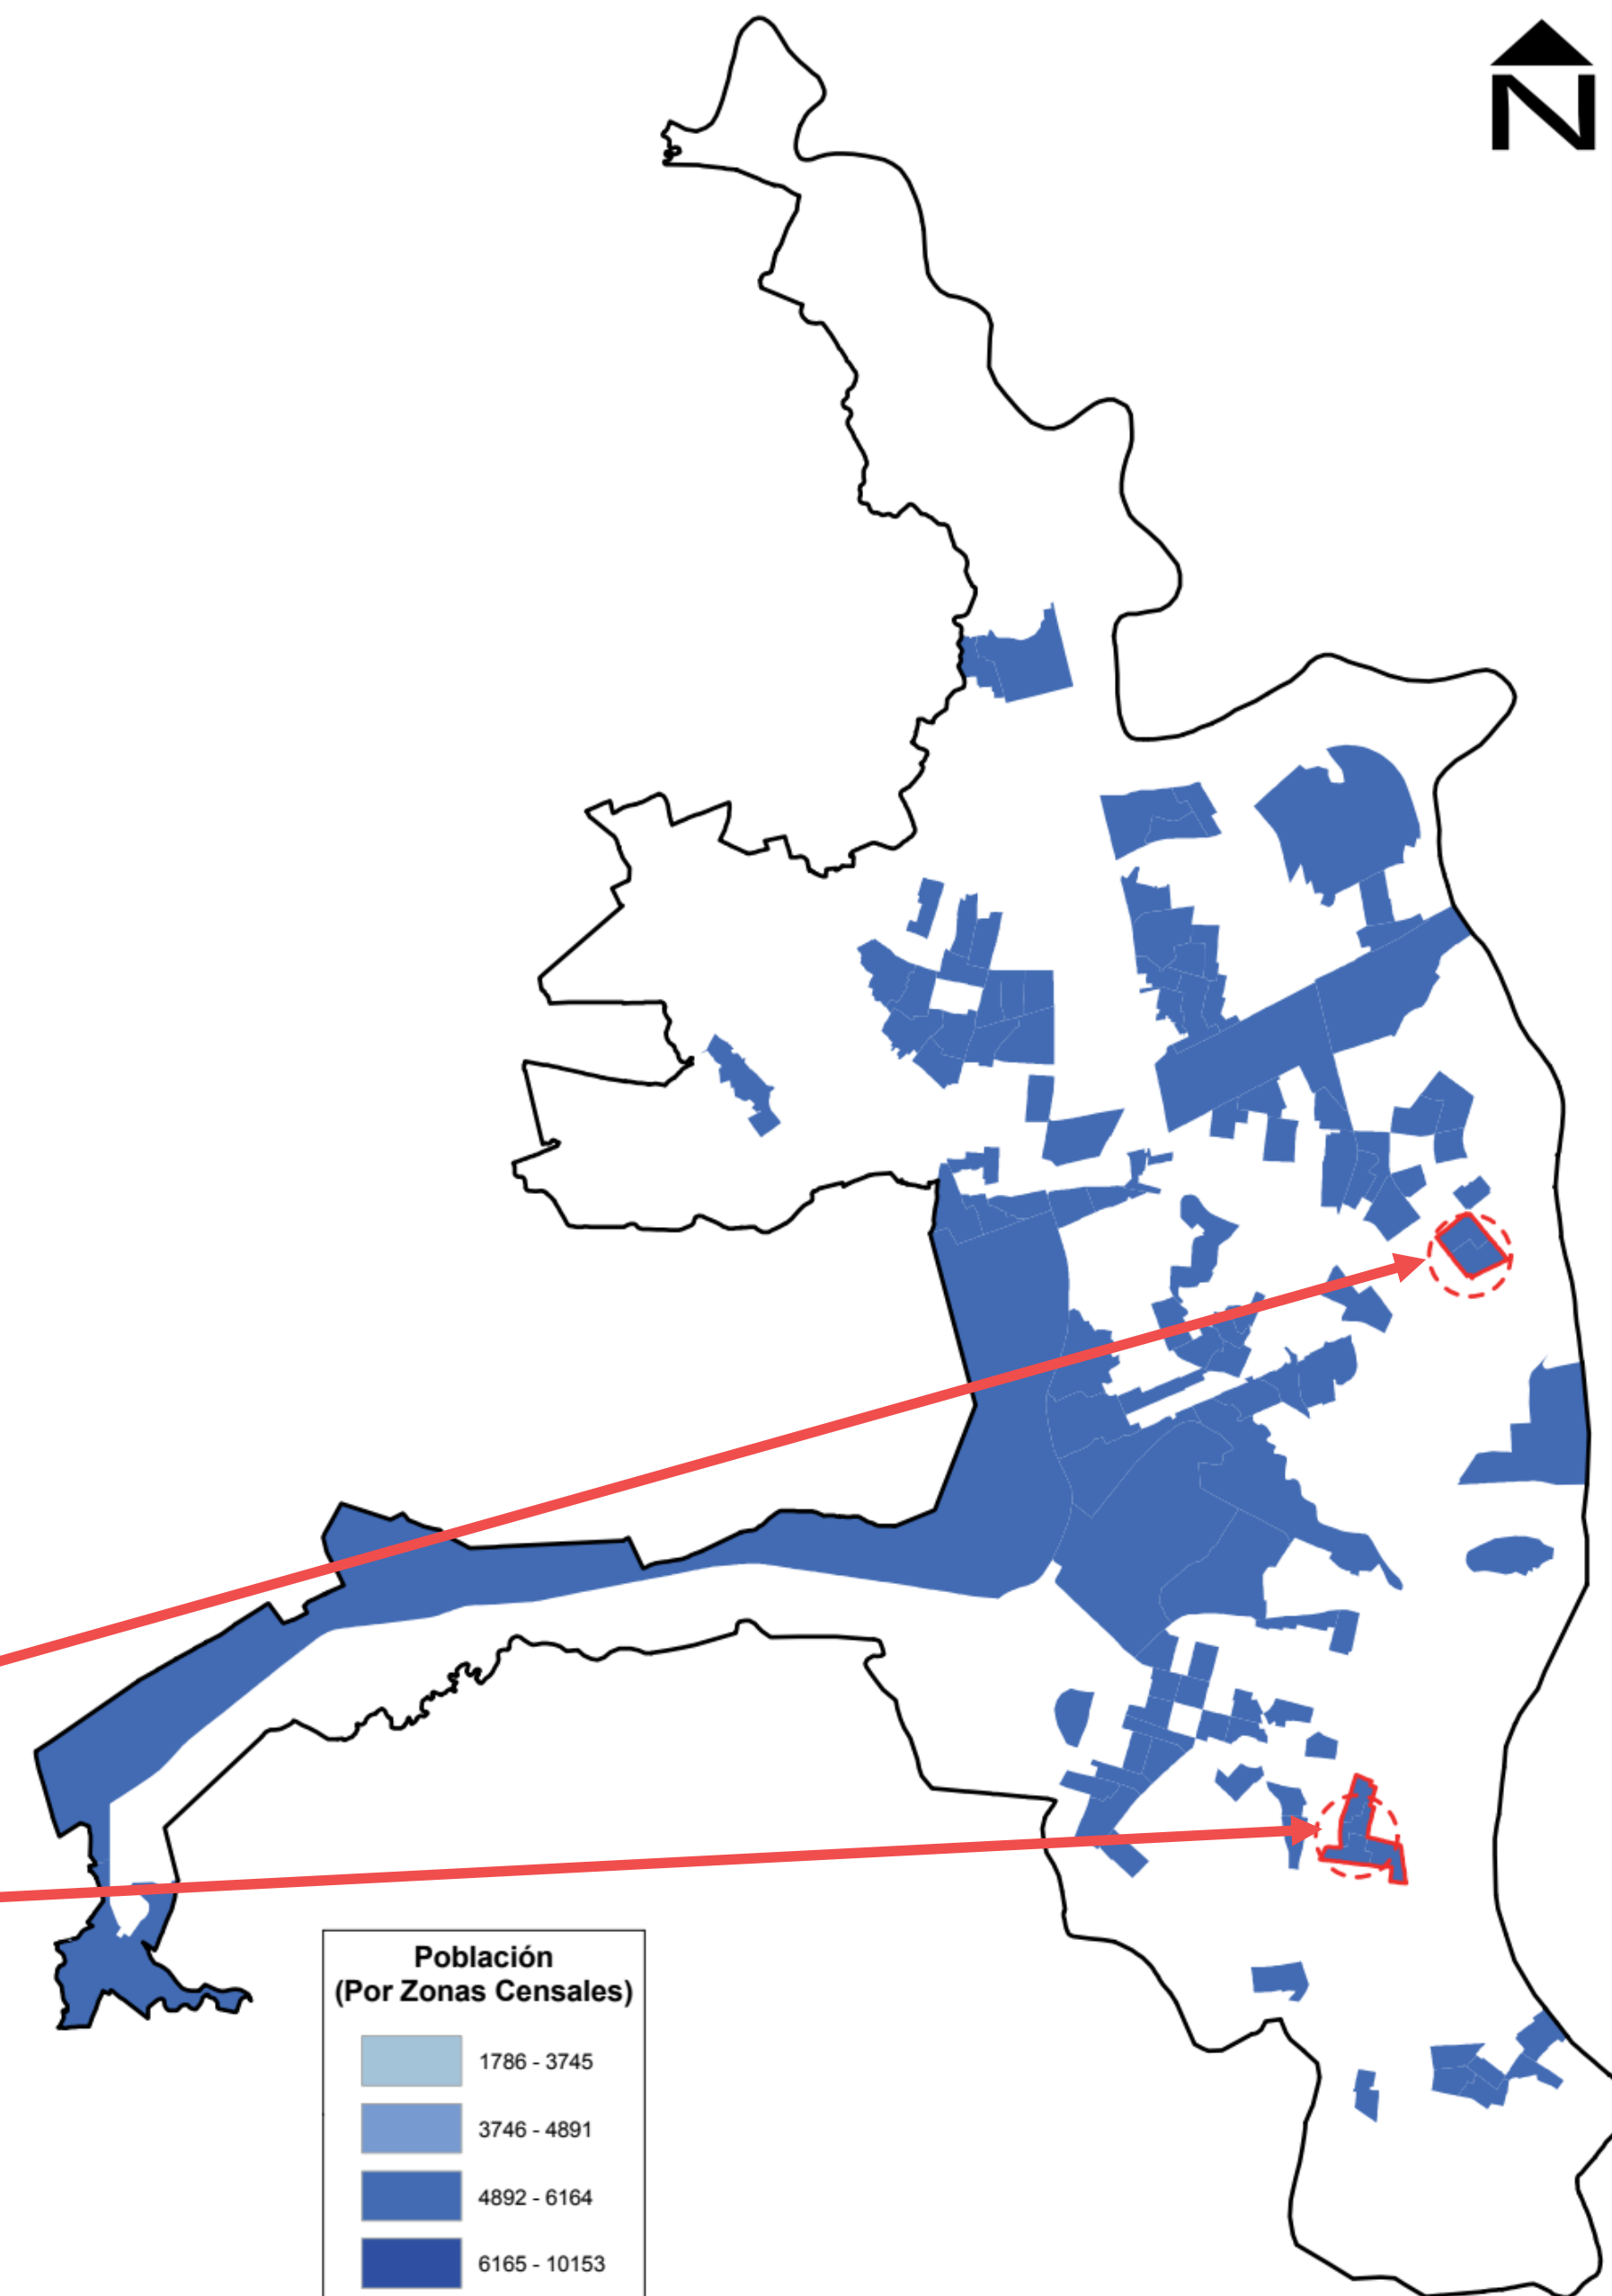 N
Población
(Por Zonas Censales)
1786 - 3745
3746 - 4891
4892 - 6164
6165 - 10153